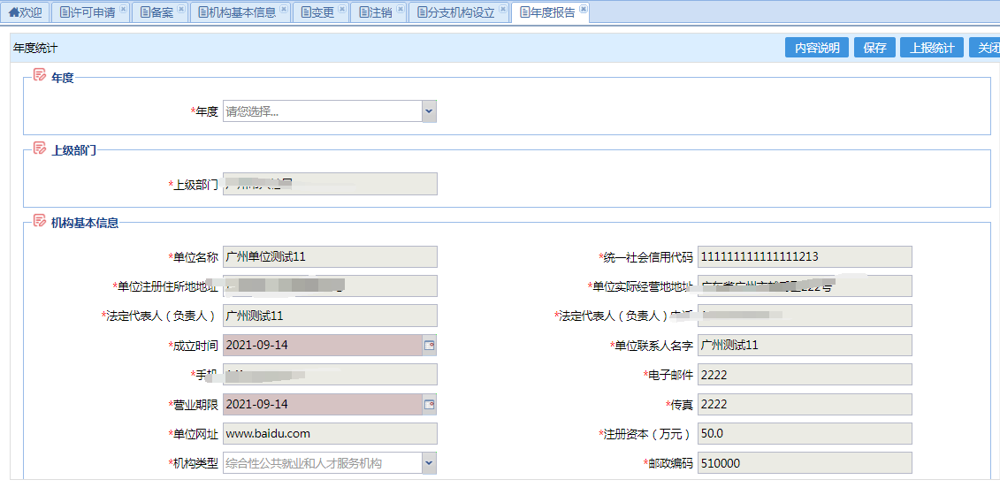 欢迎 许可申请 备案 机构基本信息 变更 注销 分支机构设立 年度报告
年度统计 内容说明 保存 上报统计 关闭
年度
*年度 请您选择...
上级部门
*上级部门
机构基本信息
*单位名称 广州单位测试11 *统一社会信用代码 111111111111111213
*单位注册住所地地址 *单位实际经营地地址 222号
*法定代表人（负责人） 广州测试11 *法定代表人（负责人）电话
*成立时间 2021-09-14 *单位联系人名字 广州测试11
*手机 *电子邮件 2222
*营业期限 2021-09-14 *传真 2222
*单位网址 www.baidu.com *注册资本（万元） 50.0
*机构类型 综合性公共就业和人才服务机构 *邮政编码 510000